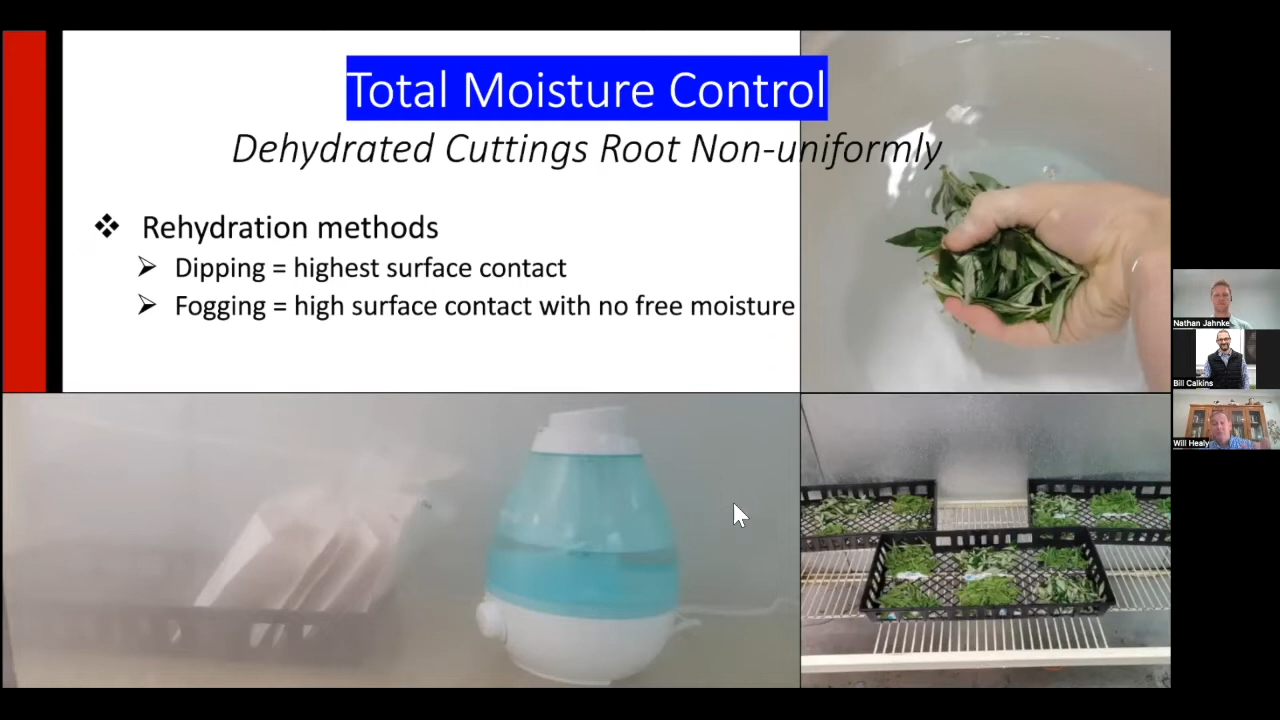 Total Moisture Control
Dehydrated Cuttings Root Non-uniformly
Rehydration methods
Dipping = highest surface contact
Fogging = high surface contact with no free moisture
Nathan Jahnke
Bill Calkins
Will Healy